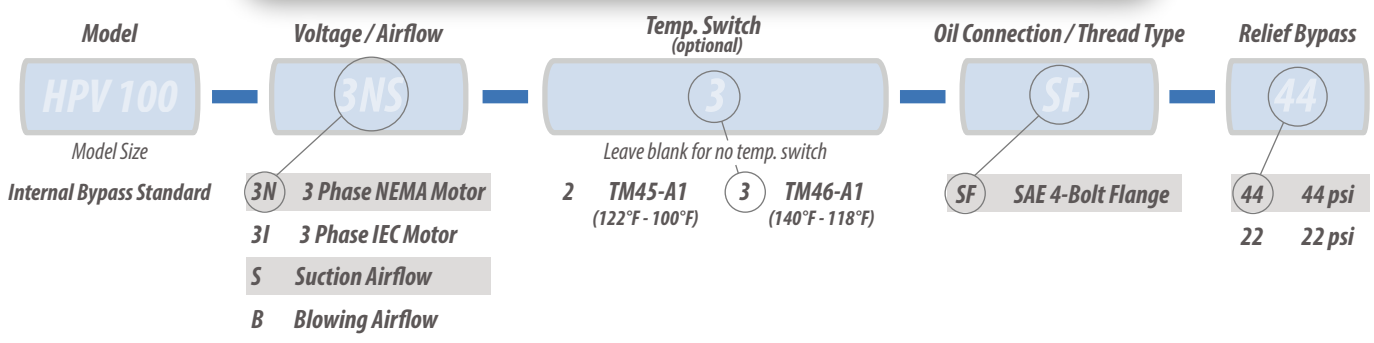 Model Voltage / Airflow Temp. Switch Oil Connection / Thread Type Relief Bypass
(optional)
HPV 100 3NS 3 SF 44
Model Size Leave blank for no temp. switch
Internal Bypass Standard 3N 3 Phase NEMA Motor 2 TM45-A1 3 TM46-A1 SF SAE 4-Bolt Flange 44 44 psi
(122°F - 100°F) (140°F - 118°F)
3I 3 Phase IEC Motor 22 22 psi
S Suction Airflow
B Blowing Airflow